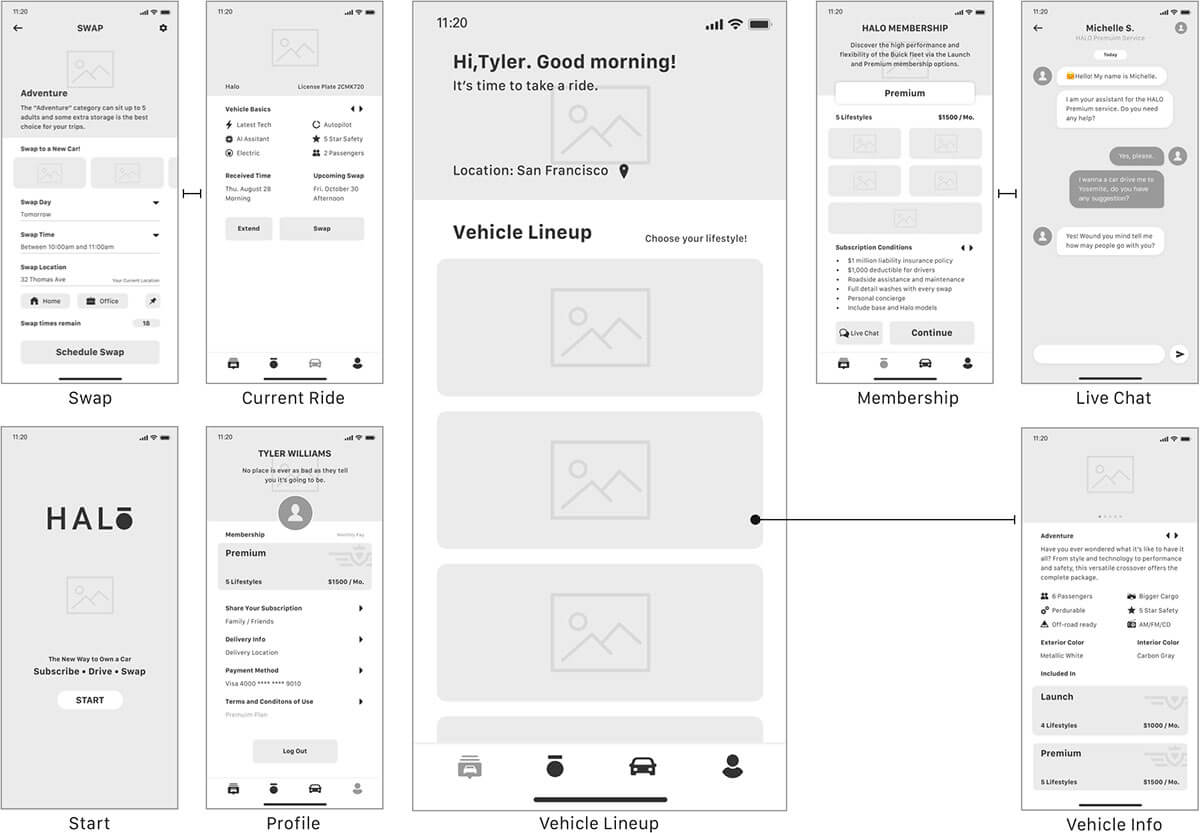 11:20
SWAP
Adventure
The "Adventure" category can sit up to 5
adults and some extra storage is the best
choice for your trips.
Swap to a New Car!
Swap Day
Tomorrow
Swap Time
Between 10:00am and 11:00am
Swap Location
32 Thomas Ave
Your Current Location
Home
Office
Swap times remain
18
Schedule Swap
Swap
11:20
Halo
License Plate 2CMK720
Vehicle Basics
Latest Tech
Autopilot
AI Assitant
5 Star Safety
Electric
2 Passengers
Received Time
Upcoming Swap
Thu. August 28
Fri. October 30
Morning
Afternoon
Extend
Swap
Current Ride
11:20
Hi,Tyler. Good morning!
It's time to take a ride.
Location: San Francisco
Vehicle Lineup
Choose your lifestyle!
Vehicle Lineup
11:20
HALO MEMBERSHIP
Discover the high performance and
flexibility of the Buick fleet via the Launch
and Premium membership options.
Premium
5 Lifestyles
$1500 / Mo.
Subscription Conditions
• $1 million liability insurance policy
• $1,000 deductible for drivers
• Roadside assistance and maintenance
• Full detail washes with every swap
• Personal concierge
• Include base and Halo models
Live Chat
Continue
Membership
11:20
Michelle S.
HALO Premuim Service
Today
😊Hello! My name is Michelle.
I am your assistant for the HALO
Premium service. Do you need
any help?
Yes, please.
I wanna a car drive me to
Yosemite, do you have
any suggestion?
Yes! Wound you mind tell me
how may people go with you?
Live Chat
11:20
HALO
The New Way to Own a Car
Subscribe • Drive • Swap
START
Start
11:20
TYLER WILLIAMS
No place is ever as bad as they tell
you it's going to be.
Membership
Monthly Pay
Premium
5 Lifestyles
$1500 / Mo.
Share Your Subscription
Family / Friends
Delivery Info
Delivery Location
Payment Method
Visa 4000 **** **** 9010
Terms and Conditons of Use
Premuim Plan
Log Out
Profile
11:20
Adventure
Have you ever wondered what it's like to have it
all? From style and technology to performance
and safety, this versatile crossover offers the
complete package.
6 Passengers
Bigger Cargo
Perdurable
5 Star Safety
Off-road ready
AM/FM/CD
Exterior Color
Interior Color
Metallic White
Carbon Gray
Included In
Launch
4 Lifestyles
$1000 / Mo.
Premium
5 Lifestyles
$1500 / Mo.
Vehicle Info